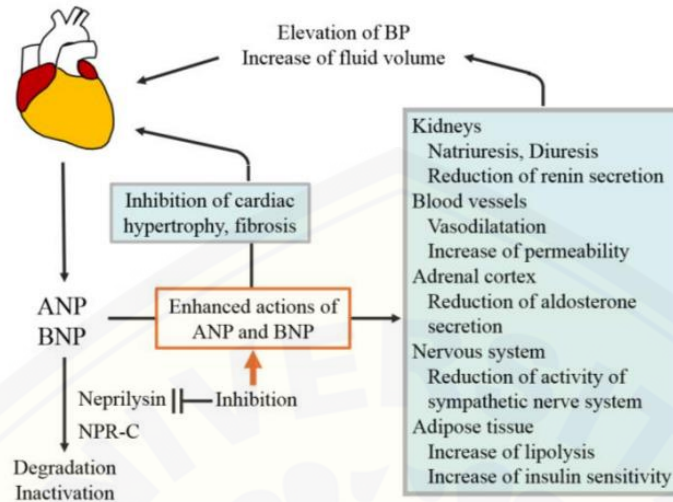 Elevation of BP
Increase of fluid volume
Kidneys
Natriuresis, Diuresis
Reduction of renin secretion
Blood vessels
Vasodilatation
Increase of permeability
Adrenal cortex
Reduction of aldosterone
secretion
Nervous system
Reduction of activity of
sympathetic nerve system
Adipose tissue
Increase of lipolysis
Increase of insulin sensitivity
Inhibition of cardiac
hypertrophy, fibrosis
ANP
BNP
Enhanced actions of
ANP and BNP
Neprilysin
Inhibition
NPR-C
Degradation
Inactivation
UNIVERSIT